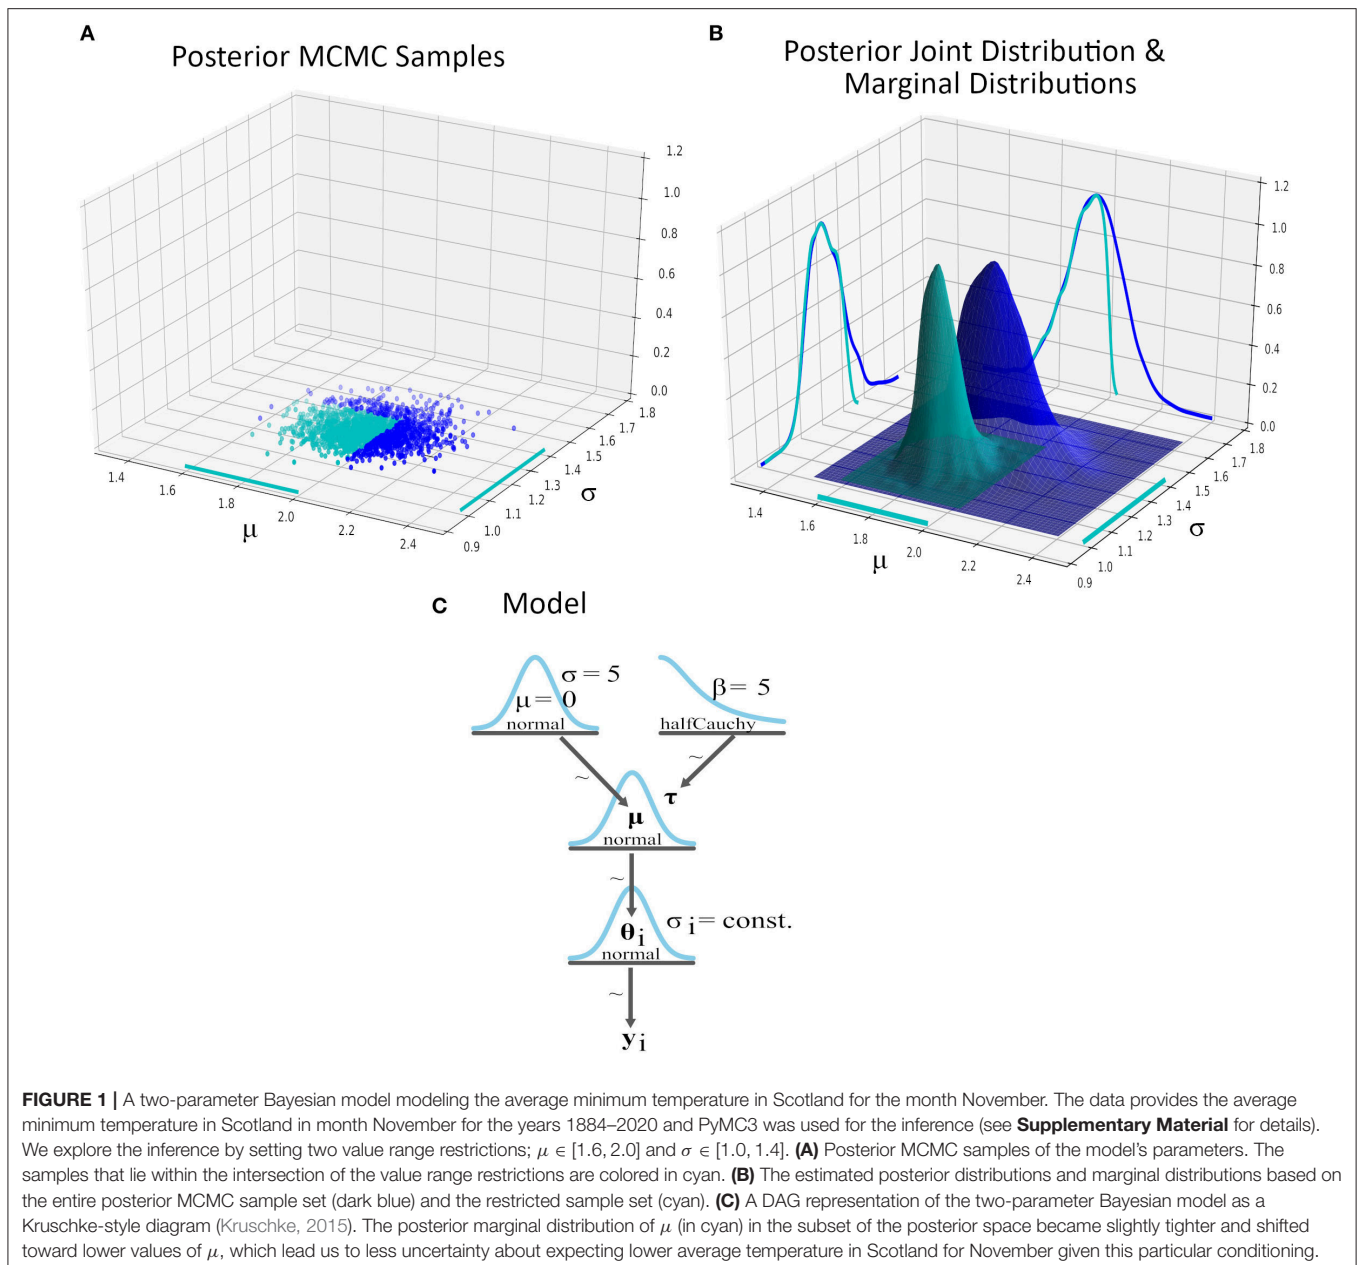 A
Posterior MCMC Samples
1.2
1.0
0.8
0.6
0.4
0.2
0.0
1.8
1.7
1.6
1.5
1.4
1.3
1.2
1.1
1.0
0.9
σ
1.4
1.6
1.8
2.0
2.2
2.4
μ
B
Posterior Joint Distribution &
Marginal Distributions
1.2
1.0
0.8
0.6
0.4
0.2
0.0
1.8
1.7
1.6
1.5
1.4
1.3
1.2
1.1
1.0
0.9
σ
1.4
1.6
1.8
2.0
2.2
2.4
μ
C Model
σ = 5
μ = 0
normal
β = 5
halfCauchy
~
~
τ
μ
normal
~
θi
σi = const.
normal
~
yi
FIGURE 1 | A two-parameter Bayesian model modeling the average minimum temperature in Scotland for the month November. The data provides the average
minimum temperature in Scotland in month November for the years 1884–2020 and PyMC3 was used for the inference (see Supplementary Material for details).
We explore the inference by setting two value range restrictions; μ ∈ [1.6, 2.0] and σ ∈ [1.0, 1.4]. (A) Posterior MCMC samples of the model's parameters. The
samples that lie within the intersection of the value range restrictions are colored in cyan. (B) The estimated posterior distributions and marginal distributions based on
the entire posterior MCMC sample set (dark blue) and the restricted sample set (cyan). (C) A DAG representation of the two-parameter Bayesian model as a
Kruschke-style diagram (Kruschke, 2015). The posterior marginal distribution of μ (in cyan) in the subset of the posterior space became slightly tighter and shifted
toward lower values of μ, which lead us to less uncertainty about expecting lower average temperature in Scotland for November given this particular conditioning.